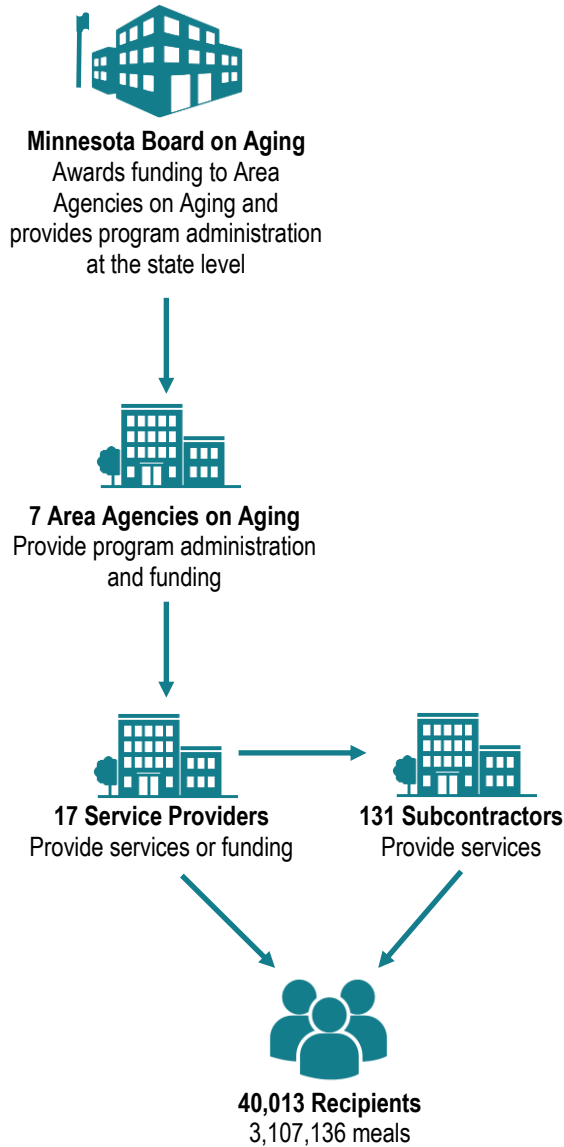 Minnesota Board on Aging
Awards funding to Area
Agencies on Aging and
provides program administration
at the state level
7 Area Agencies on Aging
Provide program administration
and funding
17 Service Providers
Provide services or funding
131 Subcontractors
Provide services
40,013 Recipients
3,107,136 meals